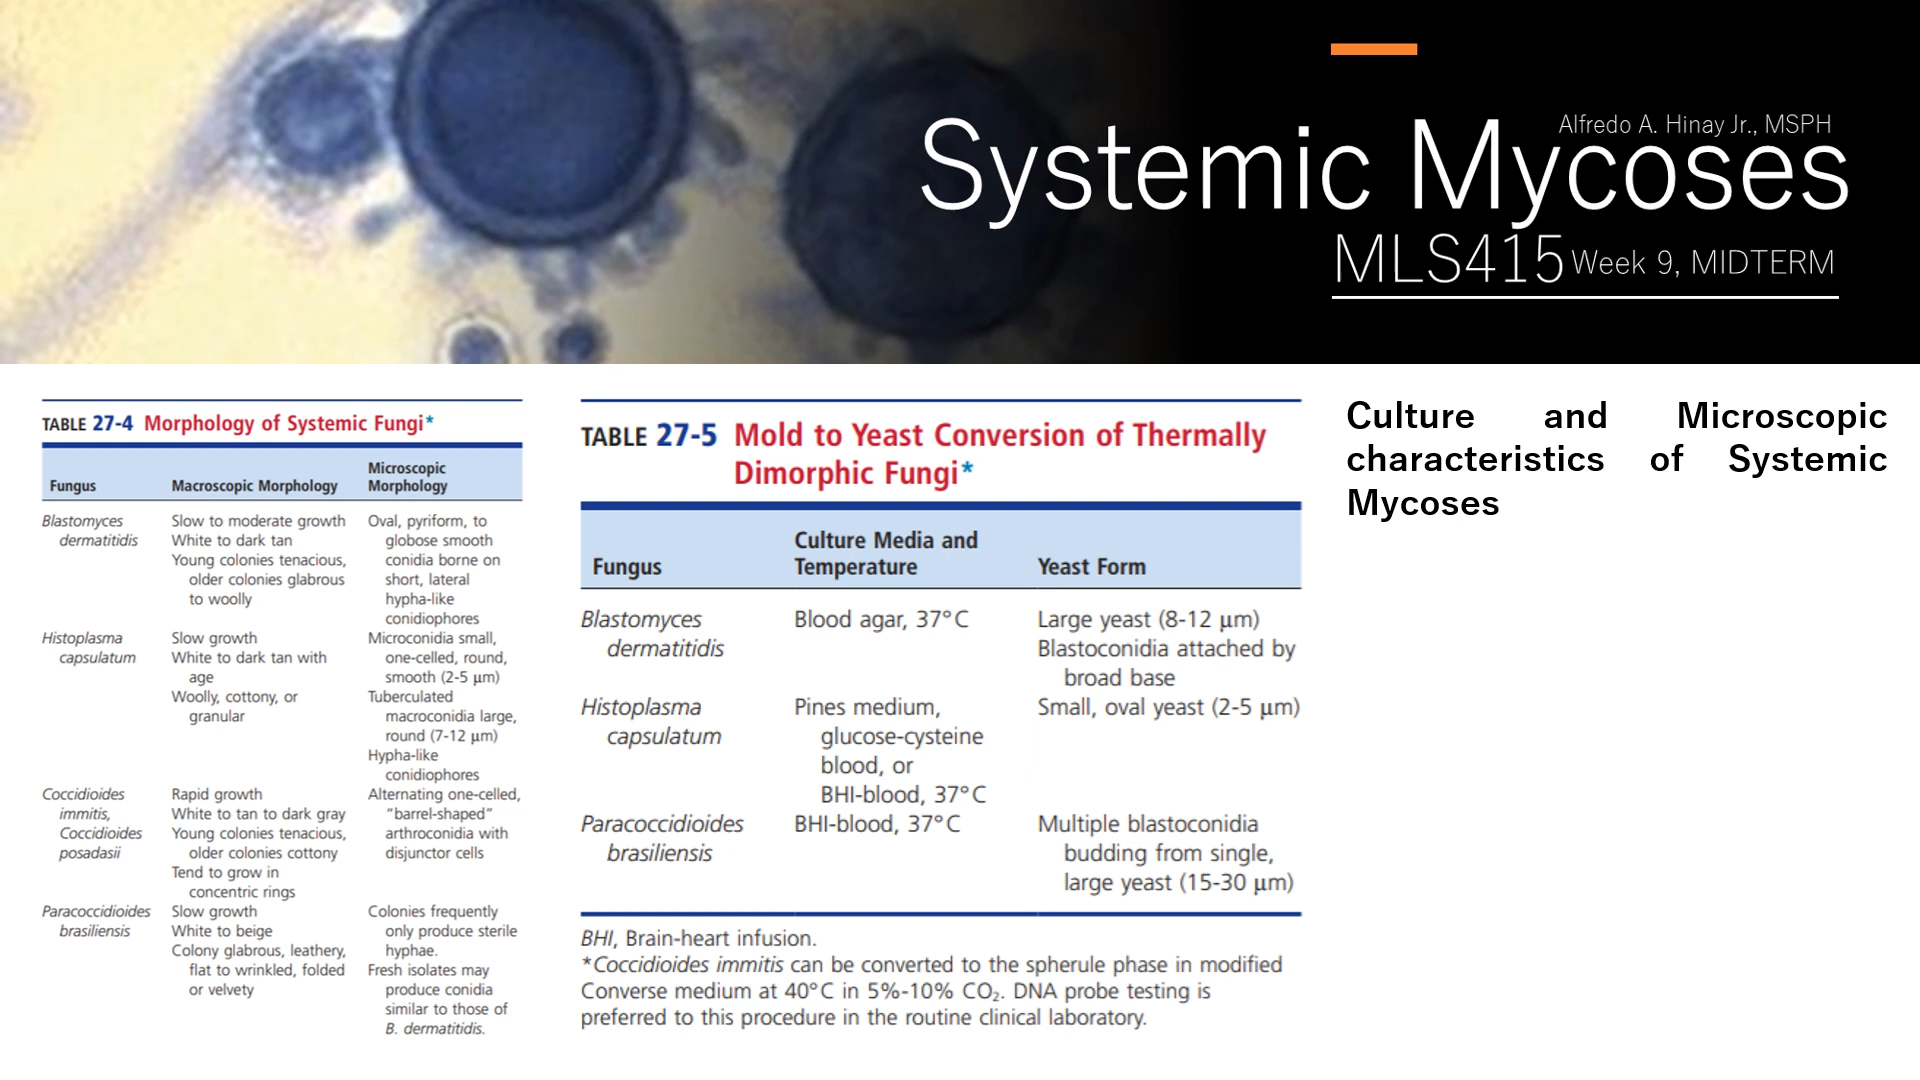 Alfredo A. Hinay Jr., MSPH
Systemic Mycoses
MLS415 Week 9, MIDTERM
TABLE 27-4 Morphology of Systemic Fungi*
Fungus
Macroscopic Morphology
Microscopic
Morphology
Blastomyces
dermatitidis
Slow to moderate growth
White to dark tan
Young colonies tenacious,
older colonies glabrous
to woolly
Oval, pyriform, to
globose smooth
conidia borne on
short, lateral
hypha-like
conidiophores
Histoplasma
capsulatum
Slow growth
White to dark tan with
age
Woolly, cottony, or
granular
Microconidia small,
one-celled, round,
smooth (2-5 µm)
Tuberculated
macroconidia large,
round (7-12 µm)
Hypha-like
conidiophores
Coccidioides
immitis,
Coccidioides
posadasii
Rapid growth
White to tan to dark gray
Young colonies tenacious,
older colonies cottony
Tend to grow in
concentric rings
Alternating one-celled,
“barrel-shaped”
arthroconidia with
disjunctor cells
Paracoccidioides
brasiliensis
Slow growth
White to beige
Colony glabrous, leathery,
flat to wrinkled, folded
or velvety
Colonies frequently
only produce sterile
hyphae.
Fresh isolates may
produce conidia
similar to those of
B. dermatitidis.
TABLE 27-5 Mold to Yeast Conversion of Thermally
Dimorphic Fungi*
Fungus
Culture Media and
Temperature
Yeast Form
Blastomyces
dermatitidis
Blood agar, 37°C
Large yeast (8-12 µm)
Blastoconidia attached by
broad base
Histoplasma
capsulatum
Pines medium,
glucose-cysteine
blood, or
BHI-blood, 37°C
Small, oval yeast (2-5 µm)
Paracoccidioides
brasiliensis
BHI-blood, 37°C
Multiple blastoconidia
budding from single,
large yeast (15-30 µm)
BHI, Brain-heart infusion.
*Coccidioides immitis can be converted to the spherule phase in modified
Converse medium at 40°C in 5%-10% CO₂. DNA probe testing is
preferred to this procedure in the routine clinical laboratory.
Culture and Microscopic
characteristics of Systemic
Mycoses